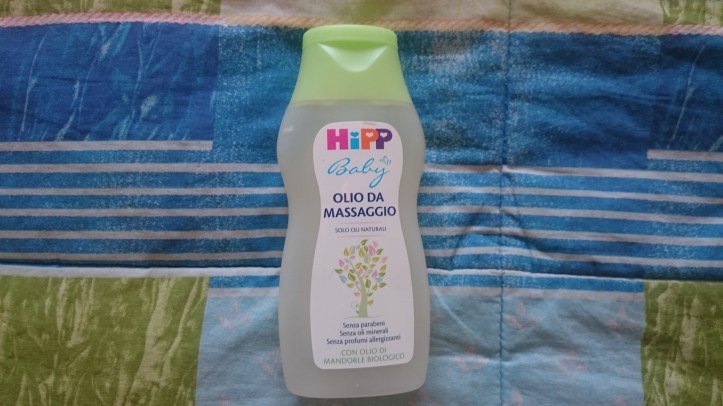 HiPP
Baby
OLIO DA
MASSAGGIO
SOLO OLI NATURALI
Senza parabeni
Senza oli minerali
Senza profumi allergizzanti
CON OLIO DI
MANDORLE BIOLOGICO